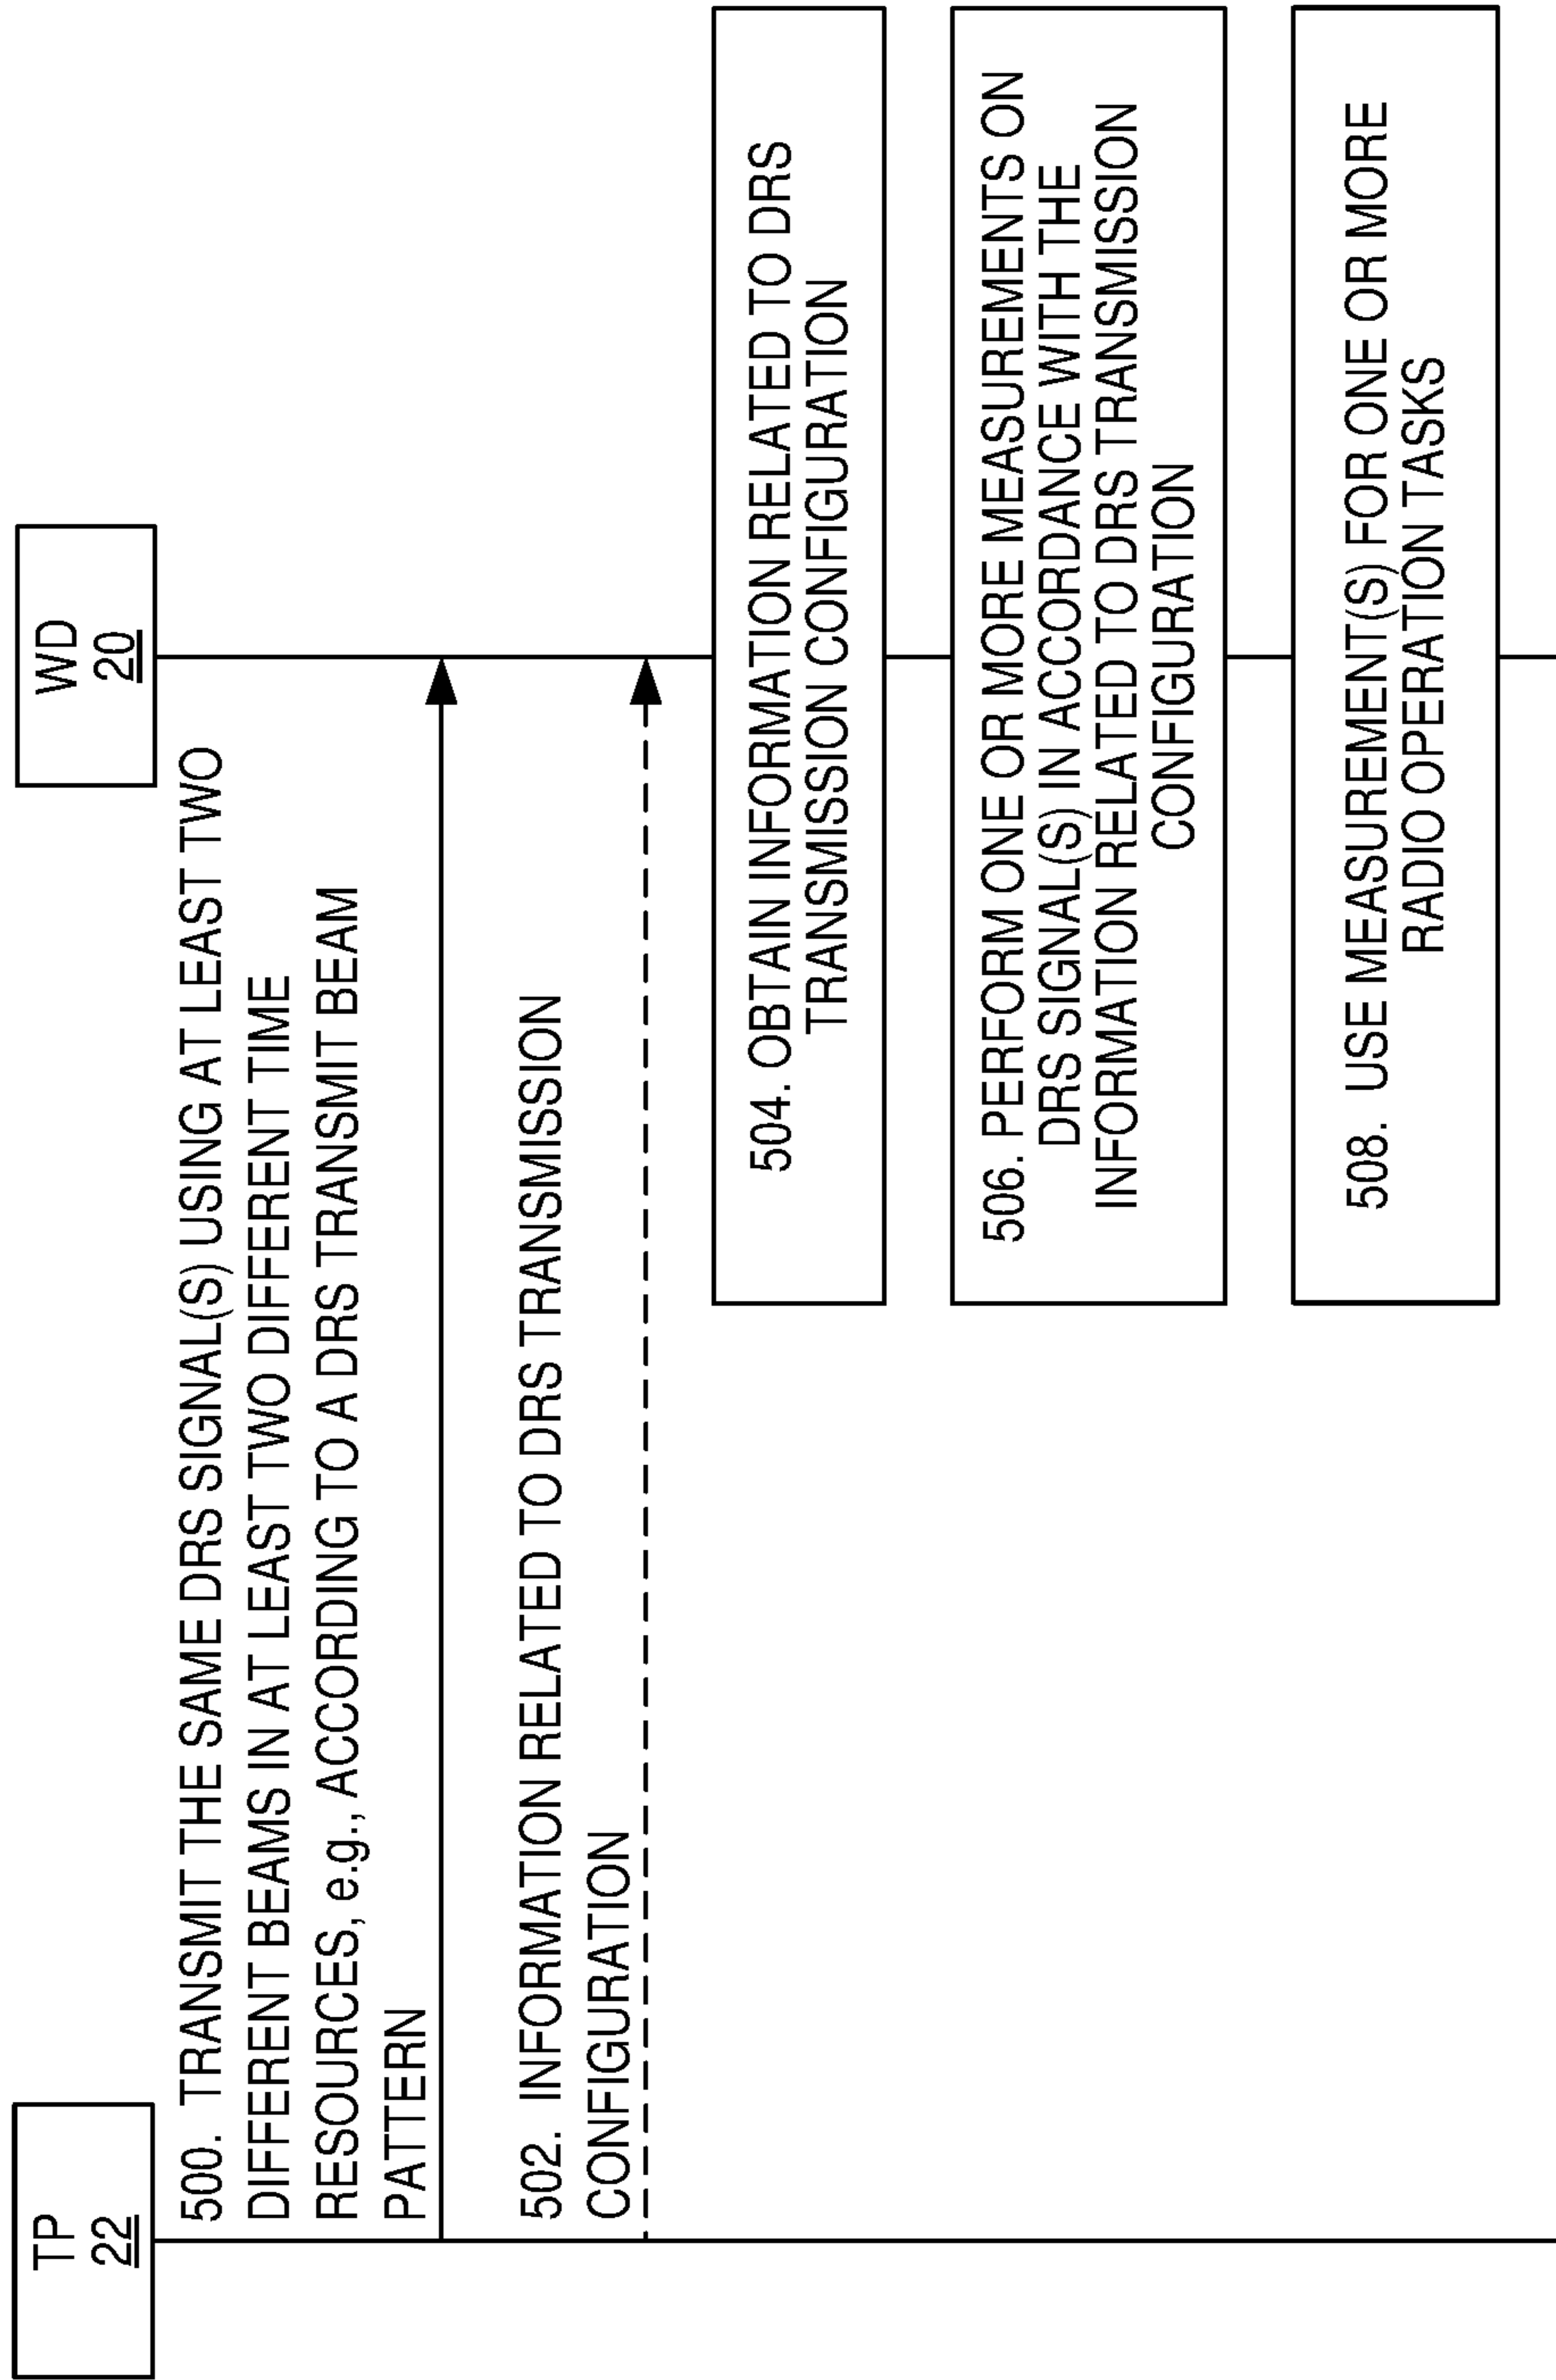 TP
22
WD
20
500. TRANSMIT THE SAME DRS SIGNAL(S) USING AT LEAST TWO
DIFFERENT BEAMS IN AT LEAST TWO DIFFERENT TIME
RESOURCES, e.g., ACCORDING TO A DRS TRANSMIT BEAM
PATTERN
502. INFORMATION RELATED TO DRS TRANSMISSION
CONFIGURATION
504. OBTAIN INFORMATION RELATED TO DRS
TRANSMISSION CONFIGURATION
506. PERFORM ONE OR MORE MEASUREMENTS ON
DRS SIGNAL(S) IN ACCORDANCE WITH THE
INFORMATION RELATED TO DRS TRANSMISSION
CONFIGURATION
508. USE MEASUREMENT(S) FOR ONE OR MORE
RADIO OPERATION TASKS